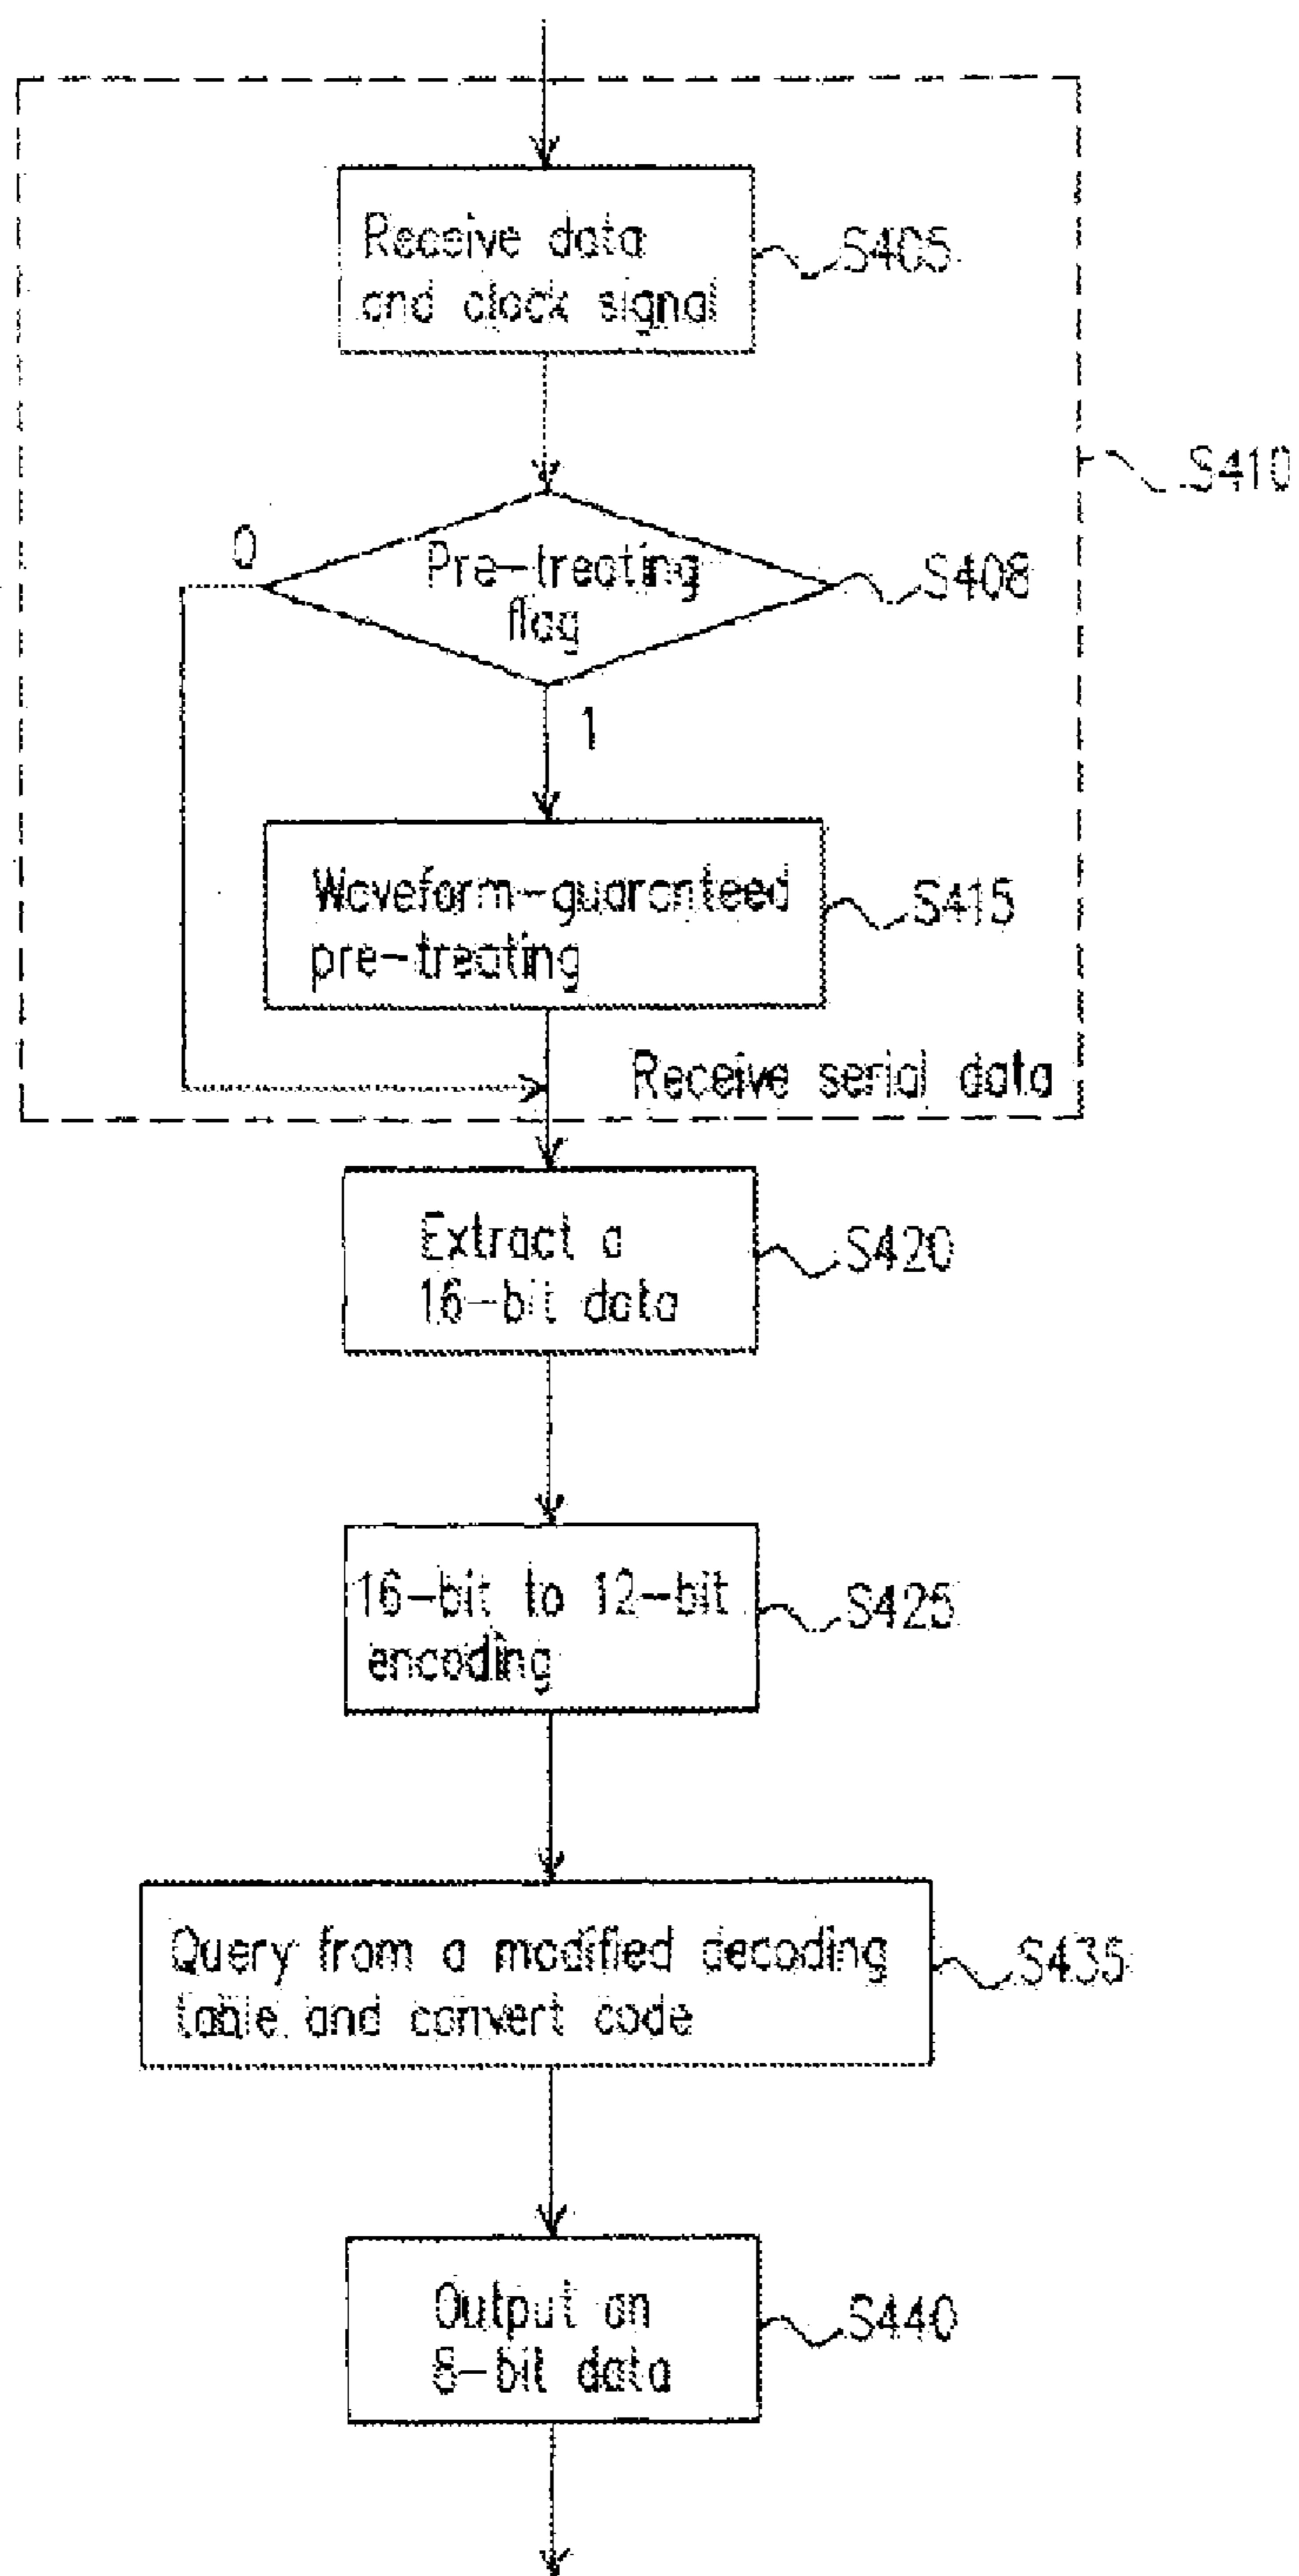 Receive data
and clock signal
S405
S410
0
Pre-treating
flag
S408
1
Waveform-guaranteed
pre-treating
S415
Receive serial data
Extract a
16-bit data
S420
16-bit to 12-bit
encoding
S425
Query from a modified decoding
table and convert code
S435
Output an
8-bit data
S440